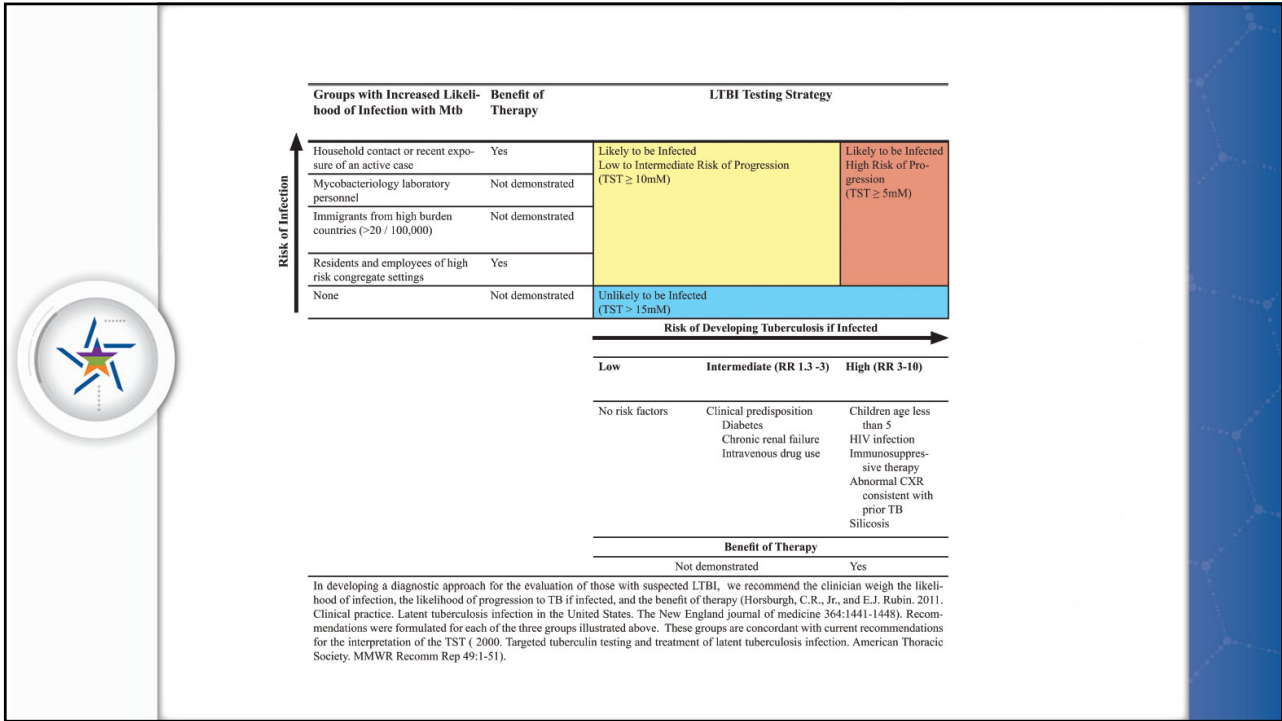 Groups with Increased Likeli-
hood of Infection with Mtb
Benefit of
Therapy
LTBI Testing Strategy
Risk of Infection
Household contact or recent expo-
sure of an active case
Yes
Mycobacteriology laboratory
personnel
Not demonstrated
Immigrants from high burden
countries (>20 / 100,000)
Not demonstrated
Residents and employees of high
risk congregate settings
Yes
None
Not demonstrated
Likely to be Infected
Low to Intermediate Risk of Progression
(TST ≥ 10mM)
Likely to be Infected
High Risk of Pro-
gression
(TST ≥ 5mM)
Unlikely to be Infected
(TST > 15mM)
Risk of Developing Tuberculosis if Infected
Low
Intermediate (RR 1.3 -3)
High (RR 3-10)
No risk factors
Clinical predisposition
Diabetes
Chronic renal failure
Intravenous drug use
Children age less
than 5
HIV infection
Immunosuppres-
sive therapy
Abnormal CXR
consistent with
prior TB
Silicosis
Benefit of Therapy
Not demonstrated
Yes
In developing a diagnostic approach for the evaluation of those with suspected LTBI, we recommend the clinician weigh the likeli-
hood of infection, the likelihood of progression to TB if infected, and the benefit of therapy (Horsburgh, C.R., Jr., and E.J. Rubin. 2011.
Clinical practice. Latent tuberculosis infection in the United States. The New England journal of medicine 364:1441-1448). Recom-
mendations were formulated for each of the three groups illustrated above. These groups are concordant with current recommendations
for the interpretation of the TST ( 2000. Targeted tuberculin testing and treatment of latent tuberculosis infection. American Thoracic
Society. MMWR Recomm Rep 49:1-51).